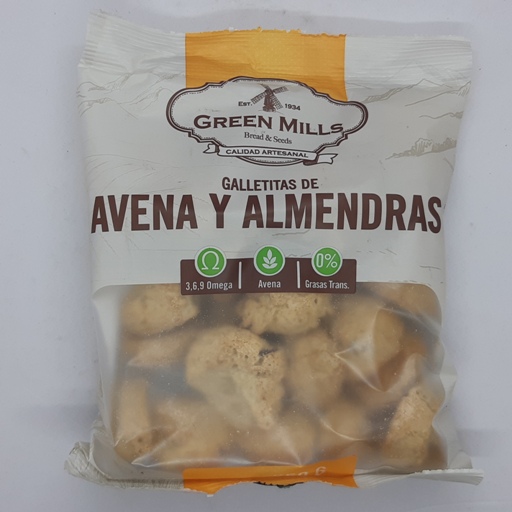 EST. 1934
GREEN MILLS
Bread & Seeds
CALIDAD ARTESANAL
GALLETITAS DE
AVENA Y ALMENDRAS
3,6,9 Omega
Avena
0%
Grasas Trans.